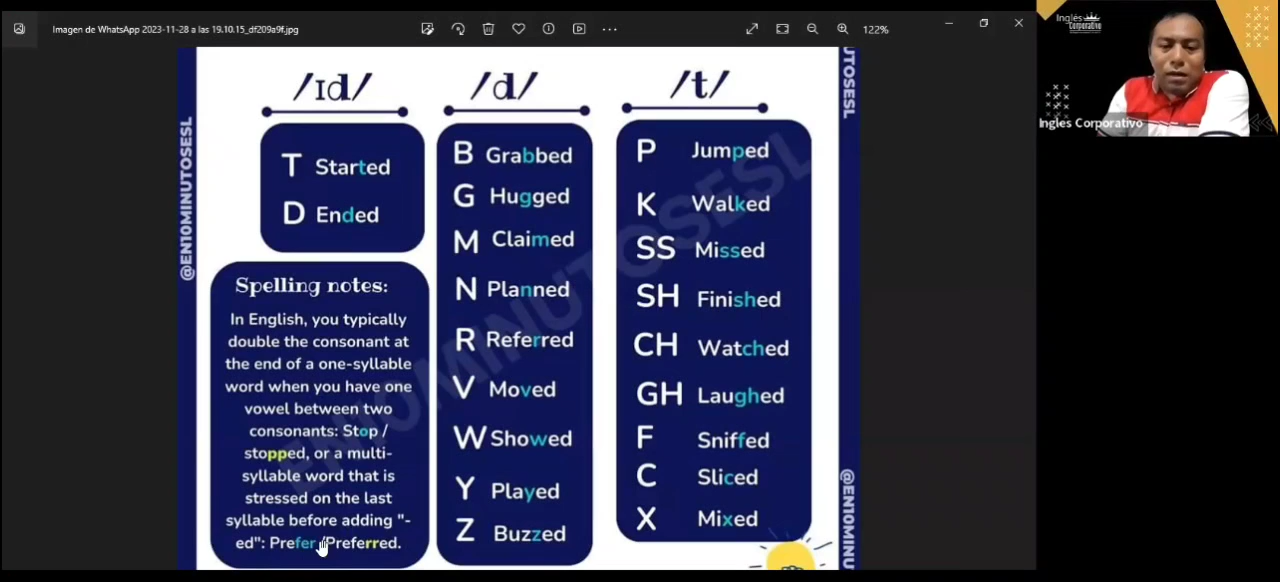 Imagen de WhatsApp 2023-11-28 a las 19.10.15_df209a9f.jpg
122%
Inglés
Corporativo
Ingles Corporativo
@EN10MINUTOSESL
UTOSESL
@EN10MINU
EN10MINUTOSESL
/ɪd/
T Started
D Ended
Spelling notes:
In English, you typically
double the consonant at
the end of a one-syllable
word when you have one
vowel between two
consonants: Stop /
stopped, or a multi-
syllable word that is
stressed on the last
syllable before adding "-
ed": Prefer /Preferred.
/d/
B Grabbed
G Hugged
M Claimed
N Planned
R Referred
V Moved
W Showed
Y Played
Z Buzzed
/t/
P Jumped
K Walked
SS Missed
SH Finished
CH Watched
GH Laughed
F Sniffed
C Sliced
X Mixed